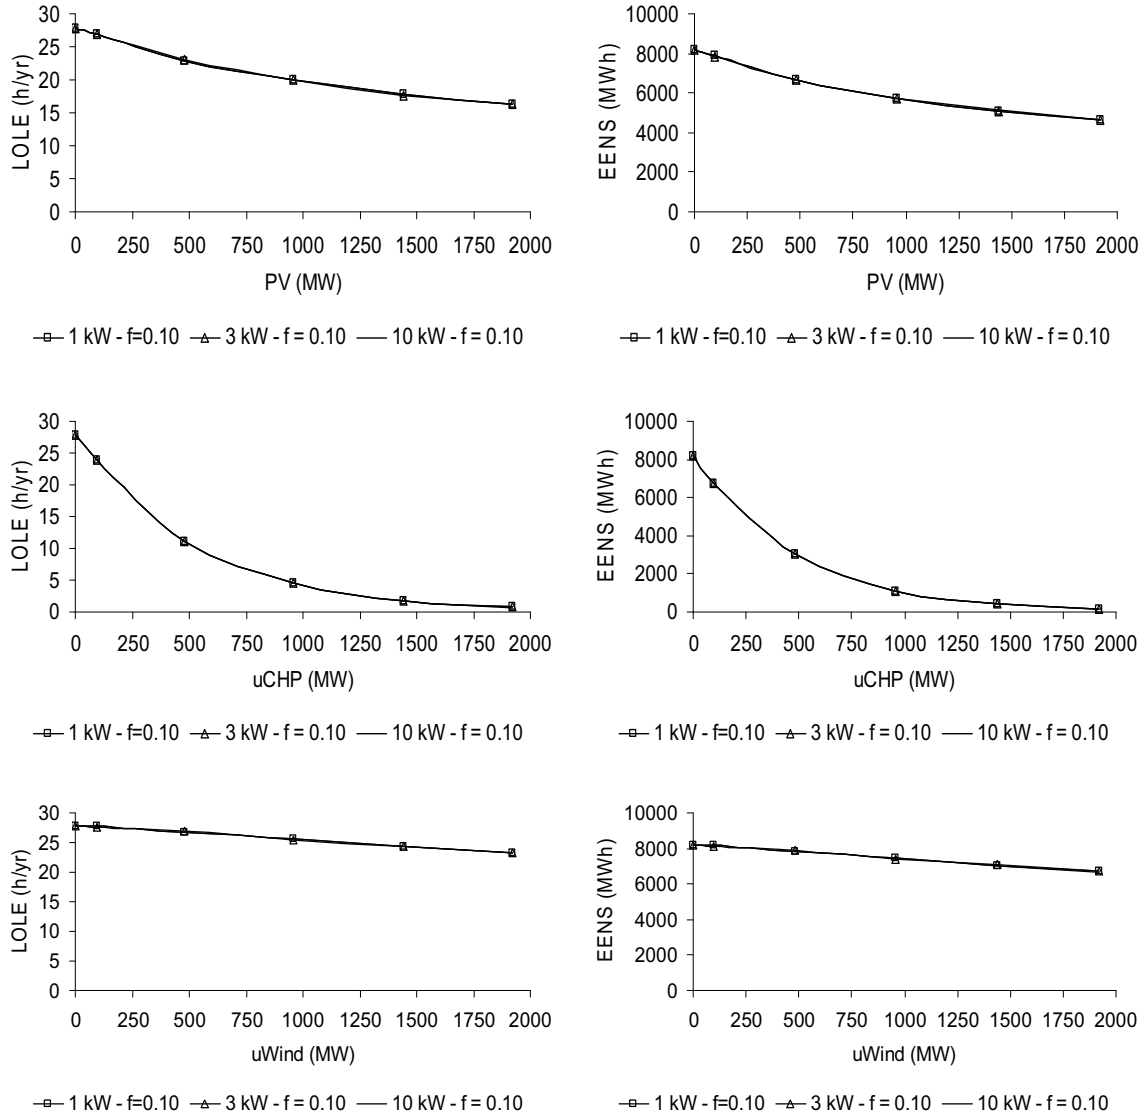 30
25
20
15
10
5
0
LOLE (h/yr)
0 250 500 750 1000 1250 1500 1750 2000
PV (MW)
1 kW - f=0.10 3 kW - f = 0.10 10 kW - f = 0.10
10000
8000
6000
4000
2000
0
EENS (MWh)
0 250 500 750 1000 1250 1500 1750 2000
PV (MW)
1 kW - f=0.10 3 kW - f = 0.10 10 kW - f = 0.10
30
25
20
15
10
5
0
LOLE (h/yr)
0 250 500 750 1000 1250 1500 1750 2000
uCHP (MW)
1 kW - f=0.10 3 kW - f = 0.10 10 kW - f = 0.10
10000
8000
6000
4000
2000
0
EENS (MWh)
0 250 500 750 1000 1250 1500 1750 2000
uCHP (MW)
1 kW - f=0.10 3 kW - f = 0.10 10 kW - f = 0.10
30
25
20
15
10
5
0
LOLE (h/yr)
0 250 500 750 1000 1250 1500 1750 2000
uWind (MW)
1 kW - f=0.10 3 kW - f = 0.10 10 kW - f = 0.10
10000
8000
6000
4000
2000
0
EENS (MWh)
0 250 500 750 1000 1250 1500 1750 2000
uWind (MW)
1 kW - f=0.10 3 kW - f = 0.10 10 kW - f = 0.10